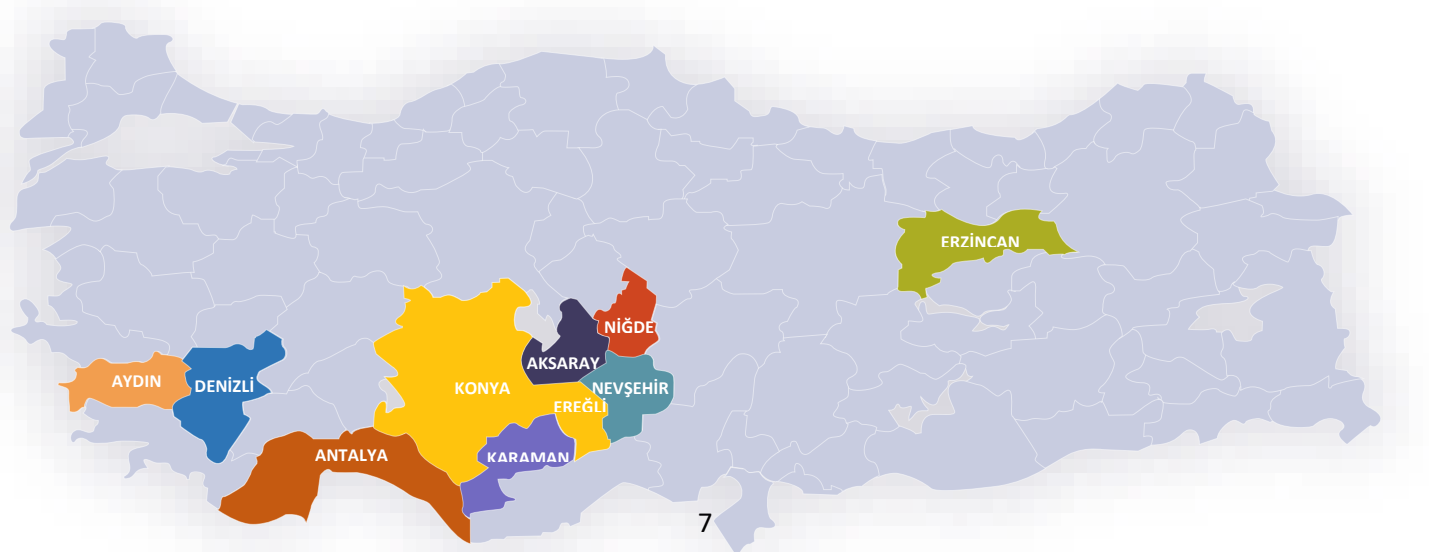 ERZİNCAN
NİĞDE
AKSARAY
AYDIN
DENİZLİ
KONYA
NEVŞEHİR
EREĞLİ
ANTALYA
KARAMAN
7